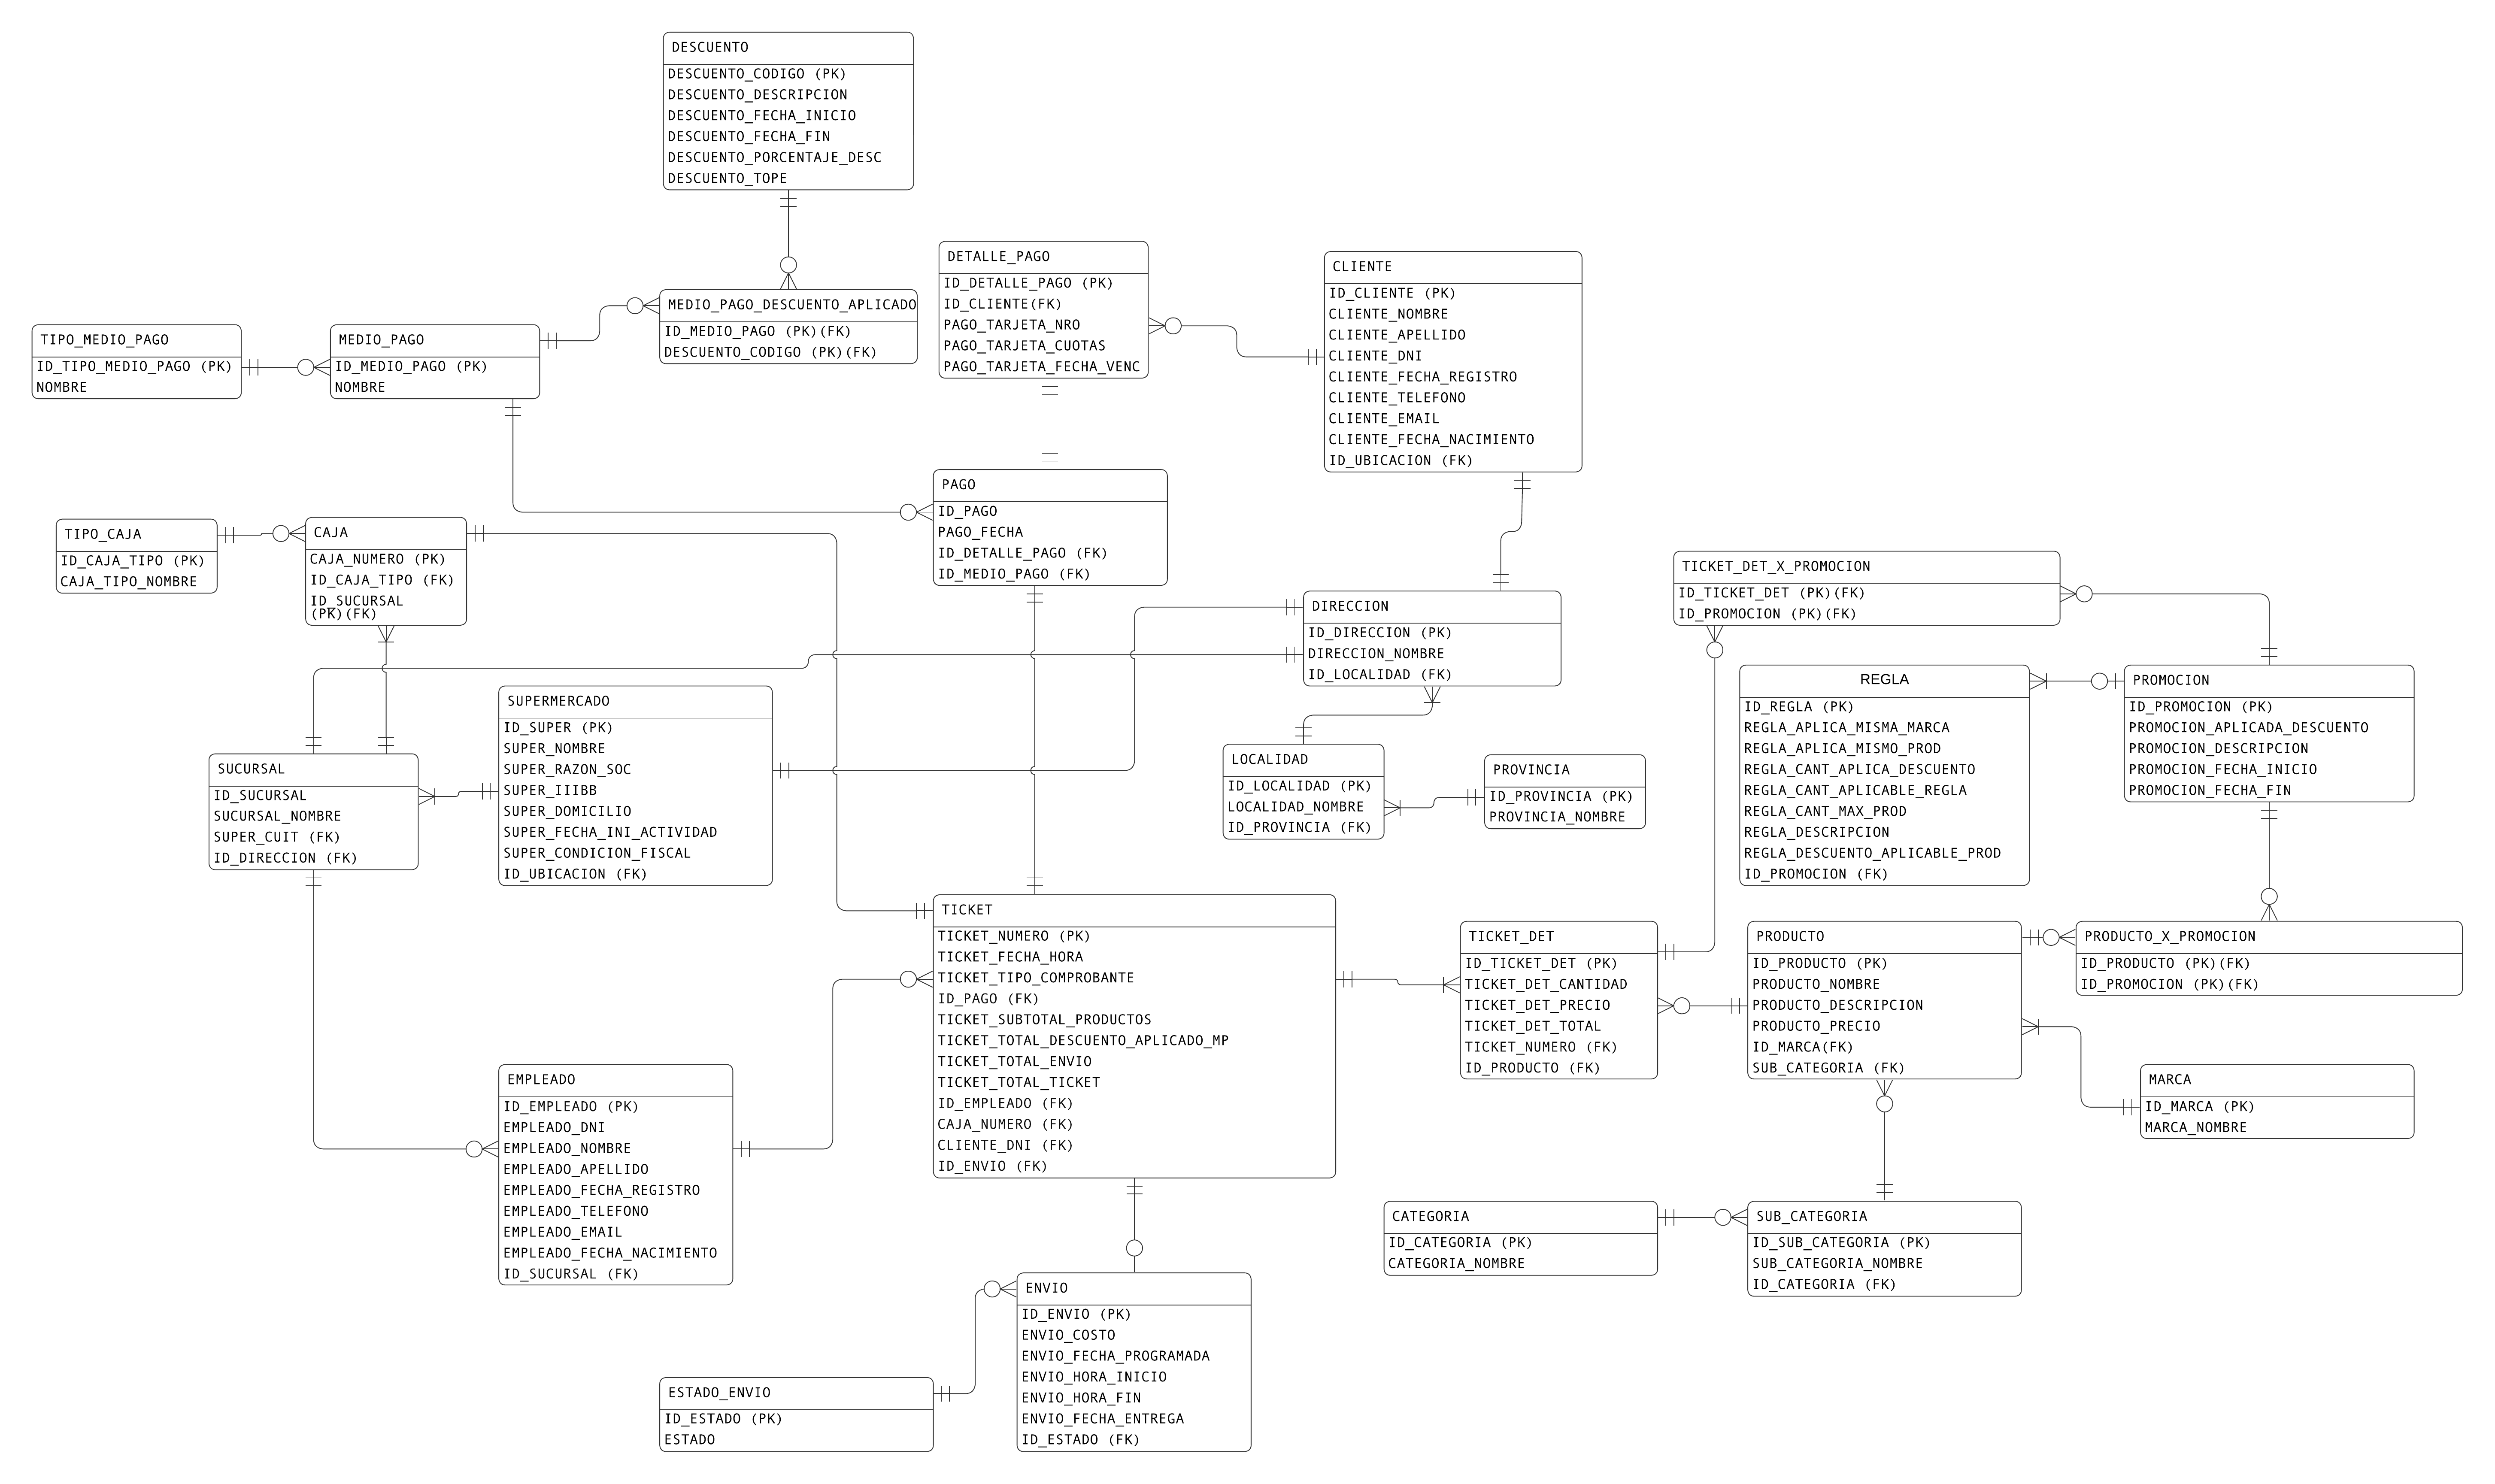 DESCUENTO
DESCUENTO_CODIGO (PK)
DESCUENTO_DESCRIPCION
DESCUENTO_FECHA_INICIO
DESCUENTO_FECHA_FIN
DESCUENTO_PORCENTAJE_DESC
DESCUENTO_TOPE
DETALLE_PAGO
ID_DETALLE_PAGO (PK)
ID_CLIENTE(FK)
PAGO_TARJETA_NRO
PAGO_TARJETA_CUOTAS
PAGO_TARJETA_FECHA_VENC
CLIENTE
ID_CLIENTE (PK)
CLIENTE_NOMBRE
CLIENTE_APELLIDO
CLIENTE_DNI
CLIENTE_FECHA_REGISTRO
CLIENTE_TELEFONO
CLIENTE_EMAIL
CLIENTE_FECHA_NACIMIENTO
ID_UBICACION (FK)
MEDIO_PAGO_DESCUENTO_APLICADO
ID_MEDIO_PAGO (PK)(FK)
DESCUENTO_CODIGO (PK)(FK)
TIPO_MEDIO_PAGO
ID_TIPO_MEDIO_PAGO (PK)
NOMBRE
MEDIO_PAGO
ID_MEDIO_PAGO (PK)
NOMBRE
PAGO
ID_PAGO
PAGO_FECHA
ID_DETALLE_PAGO (FK)
ID_MEDIO_PAGO (FK)
TIPO_CAJA
ID_CAJA_TIPO (PK)
CAJA_TIPO_NOMBRE
CAJA
CAJA_NUMERO (PK)
ID_CAJA_TIPO (FK)
ID_SUCURSAL
(PK)(FK)
TICKET_DET_X_PROMOCION
ID_TICKET_DET (PK)(FK)
ID_PROMOCION (PK)(FK)
DIRECCION
ID_DIRECCION (PK)
DIRECCION_NOMBRE
ID_LOCALIDAD (FK)
REGLA
ID_REGLA (PK)
REGLA_APLICA_MISMA_MARCA
REGLA_APLICA_MISMO_PROD
REGLA_CANT_APLICA_DESCUENTO
REGLA_CANT_APLICABLE_REGLA
REGLA_CANT_MAX_PROD
REGLA_DESCRIPCION
REGLA_DESCUENTO_APLICABLE_PROD
ID_PROMOCION (FK)
PROMOCION
ID_PROMOCION (PK)
PROMOCION_APLICADA_DESCUENTO
PROMOCION_DESCRIPCION
PROMOCION_FECHA_INICIO
PROMOCION_FECHA_FIN
SUPERMERCADO
ID_SUPER (PK)
SUPER_NOMBRE
SUPER_RAZON_SOC
SUPER_IIIBB
SUPER_DOMICILIO
SUPER_FECHA_INI_ACTIVIDAD
SUPER_CONDICION_FISCAL
ID_UBICACION (FK)
SUCURSAL
ID_SUCURSAL
SUCURSAL_NOMBRE
SUPER_CUIT (FK)
ID_DIRECCION (FK)
LOCALIDAD
ID_LOCALIDAD (PK)
LOCALIDAD_NOMBRE
ID_PROVINCIA (FK)
PROVINCIA
ID_PROVINCIA (PK)
PROVINCIA_NOMBRE
TICKET
TICKET_NUMERO (PK)
TICKET_FECHA_HORA
TICKET_TIPO_COMPROBANTE
ID_PAGO (FK)
TICKET_SUBTOTAL_PRODUCTOS
TICKET_TOTAL_DESCUENTO_APLICADO_MP
TICKET_TOTAL_ENVIO
TICKET_TOTAL_TICKET
ID_EMPLEADO (FK)
CAJA_NUMERO (FK)
CLIENTE_DNI (FK)
ID_ENVIO (FK)
TICKET_DET
ID_TICKET_DET (PK)
TICKET_DET_CANTIDAD
TICKET_DET_PRECIO
TICKET_DET_TOTAL
TICKET_NUMERO (FK)
ID_PRODUCTO (FK)
PRODUCTO
ID_PRODUCTO (PK)
PRODUCTO_NOMBRE
PRODUCTO_DESCRIPCION
PRODUCTO_PRECIO
ID_MARCA(FK)
SUB_CATEGORIA (FK)
PRODUCTO_X_PROMOCION
ID_PRODUCTO (PK)(FK)
ID_PROMOCION (PK)(FK)
EMPLEADO
ID_EMPLEADO (PK)
EMPLEADO_DNI
EMPLEADO_NOMBRE
EMPLEADO_APELLIDO
EMPLEADO_FECHA_REGISTRO
EMPLEADO_TELEFONO
EMPLEADO_EMAIL
EMPLEADO_FECHA_NACIMIENTO
ID_SUCURSAL (FK)
MARCA
ID_MARCA (PK)
MARCA_NOMBRE
CATEGORIA
ID_CATEGORIA (PK)
CATEGORIA_NOMBRE
SUB_CATEGORIA
ID_SUB_CATEGORIA (PK)
SUB_CATEGORIA_NOMBRE
ID_CATEGORIA (FK)
ENVIO
ID_ENVIO (PK)
ENVIO_COSTO
ENVIO_FECHA_PROGRAMADA
ENVIO_HORA_INICIO
ENVIO_HORA_FIN
ENVIO_FECHA_ENTREGA
ID_ESTADO (FK)
ESTADO_ENVIO
ID_ESTADO (PK)
ESTADO